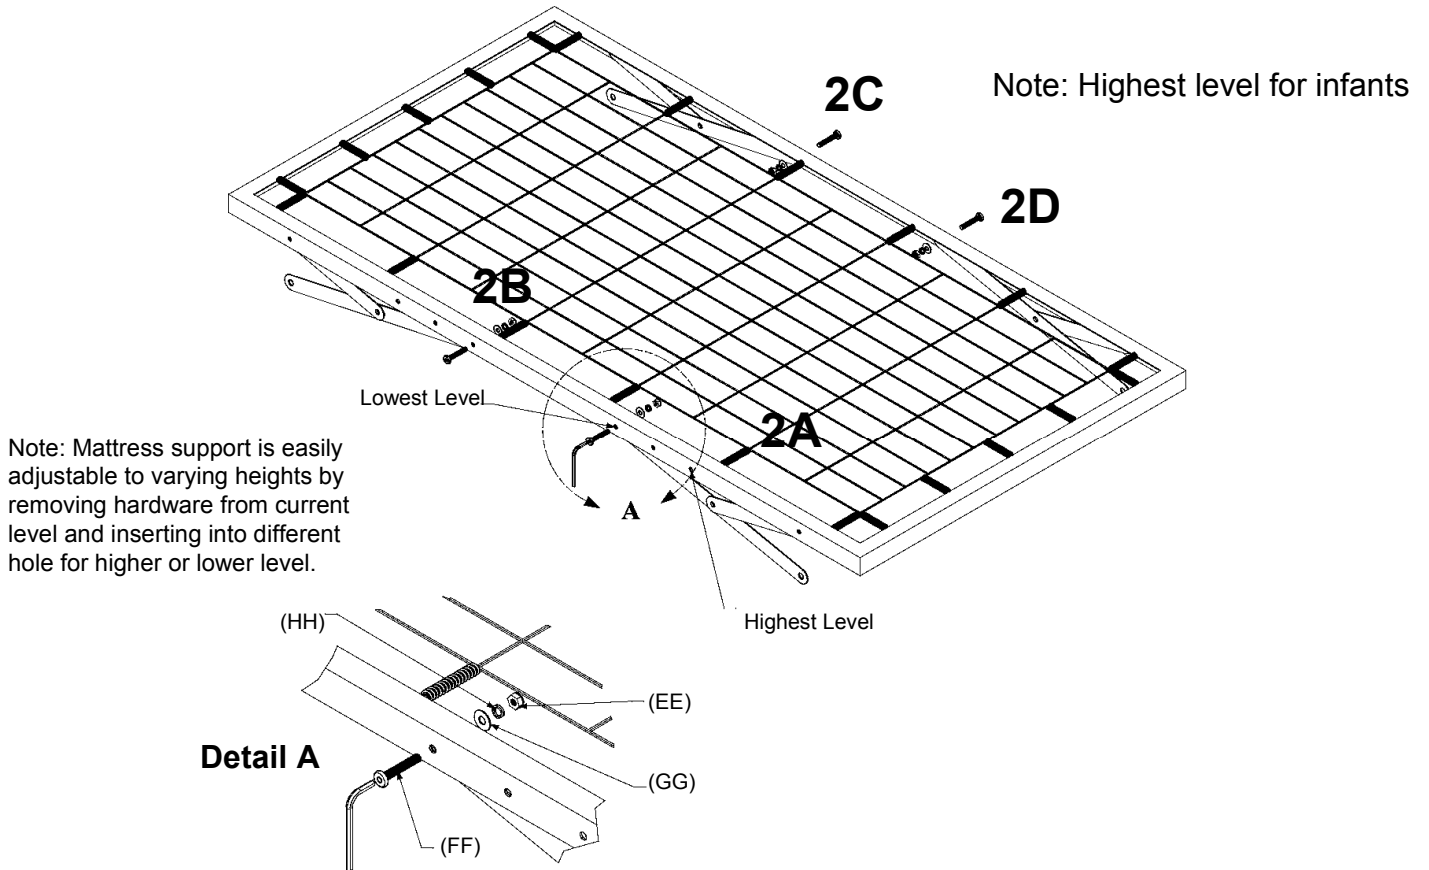 2C
Note: Highest level for infants
2D
2B
Lowest Level
2A
Note: Mattress support is easily
adjustable to varying heights by
removing hardware from current
level and inserting into different
hole for higher or lower level.
A
Highest Level
(HH)
(EE)
Detail A
(GG)
(FF)